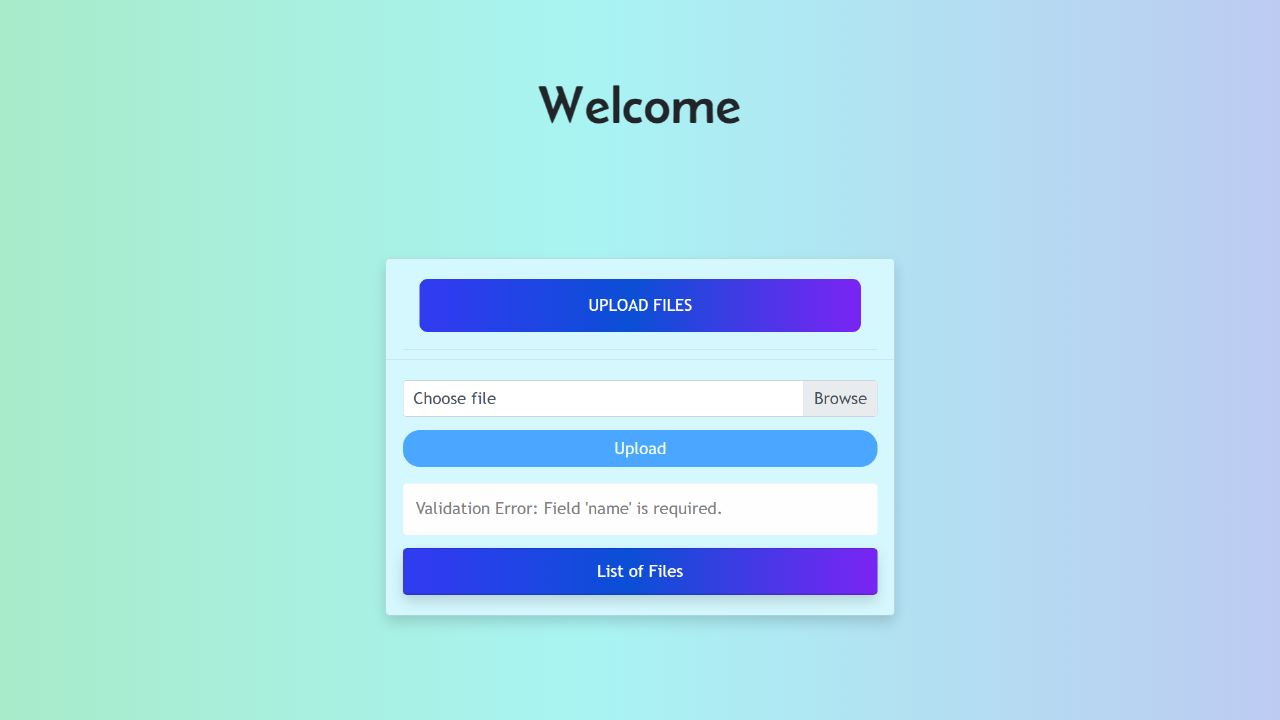 Welcome
UPLOAD FILES
Choose file
Browse
Upload
Validation Error: Field 'name' is required.
List of Files